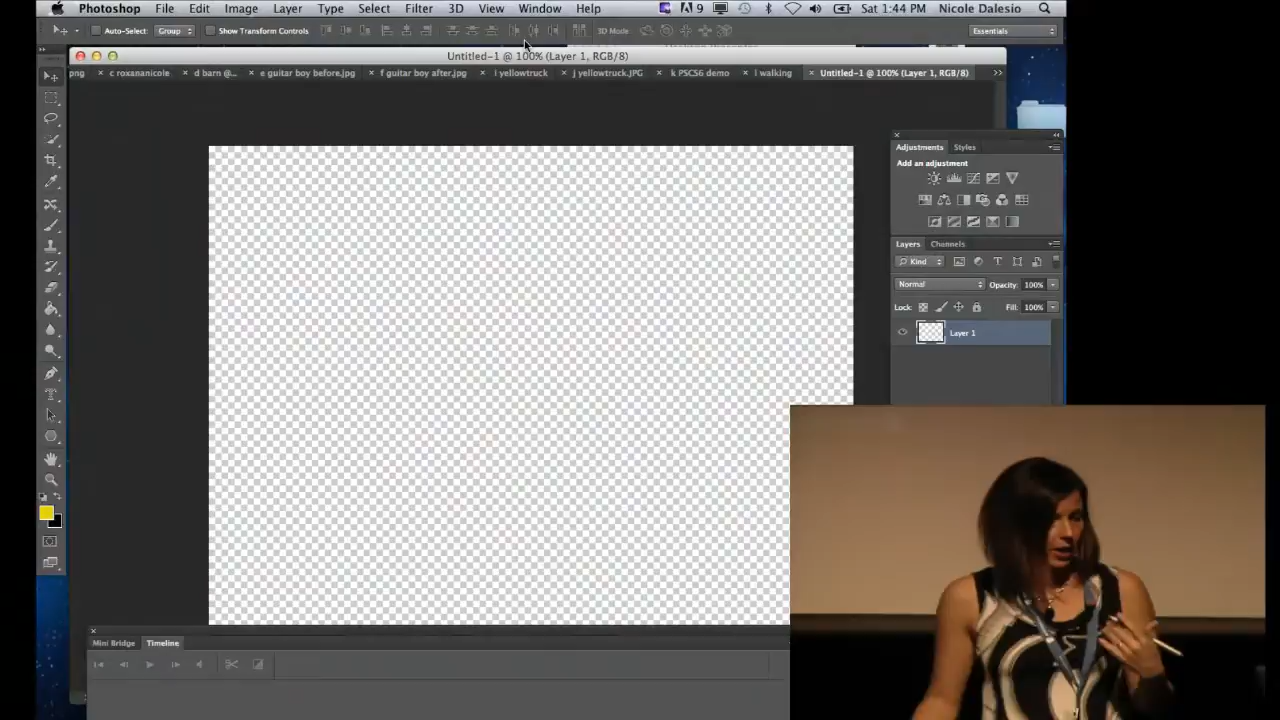 Photoshop File Edit Image Layer Type Select Filter 3D View Window Help 9 Sat 1:44 PM Nicole Dalesio
Auto-Select: Group Show Transform Controls 3D Mode Essentials
Untitled-1 @ 100% (Layer 1, RGB/8)
png × c roxananicole × d barn @... × e guitar boy before.jpg × f guitar boy after.jpg × i yellowtruck × j yellowtruck.JPG × k PSCS6 demo × l walking × Untitled-1 @ 100% (Layer 1, RGB/8) >>
Adjustments Styles
Add an adjustment
Layers Channels
Kind
Normal Opacity: 100%
Lock: Fill: 100%
Layer 1
Mini Bridge Timeline